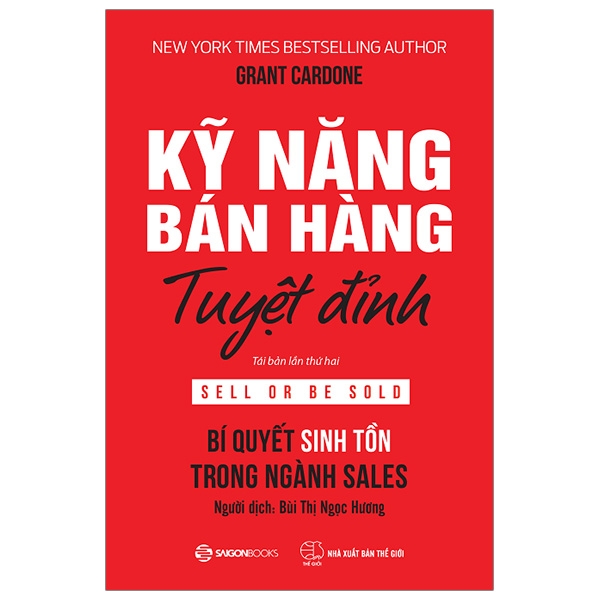 NEW YORK TIMES BESTSELLING AUTHOR
GRANT CARDONE
KỸ NĂNG
BÁN HÀNG
Tuyệt đỉnh
Tái bản lần thứ hai
SELL OR BE SOLD
BÍ QUYẾT SINH TỒN
TRONG NGÀNH SALES
Người dịch: Bùi Thị Ngọc Hương
SAIGONBOOKS
THẾ GIỚI
NHÀ XUẤT BẢN THẾ GIỚI